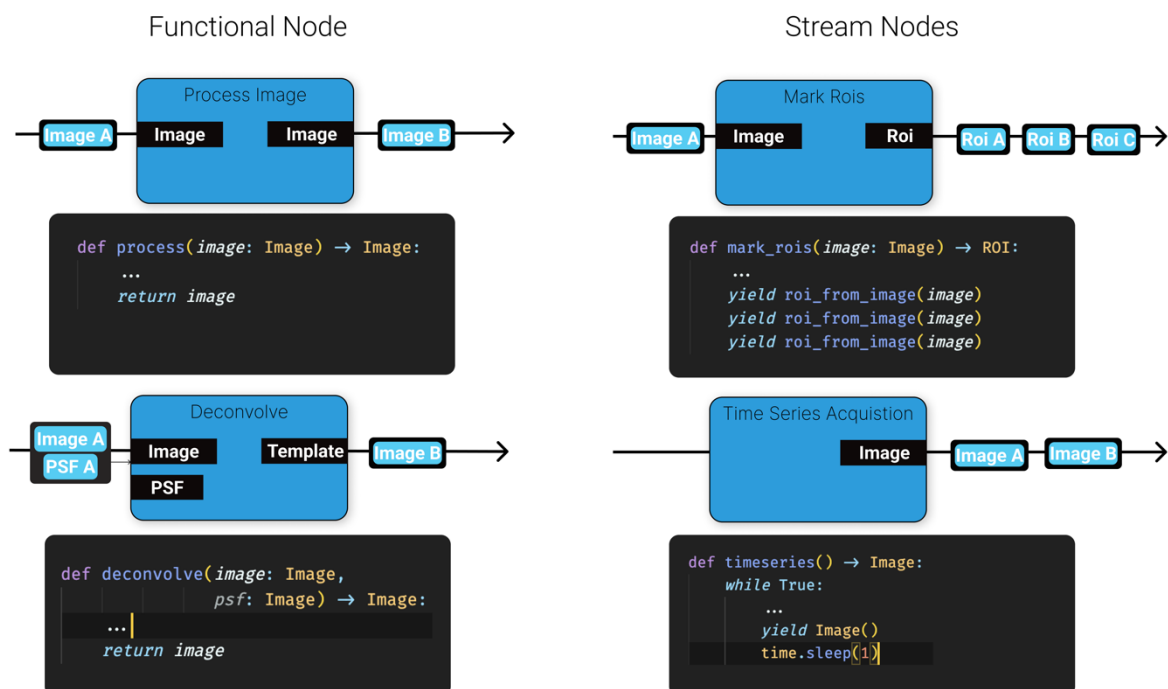 Functional Node
Stream Nodes
Process Image
Image A
Image
Image
Image B
def process(image: Image) → Image:
...
return image
Mark Rois
Image A
Image
Roi
Roi A
Roi B
Roi C
def mark_rois(image: Image) → ROI:
...
yield roi_from_image(image)
yield roi_from_image(image)
yield roi_from_image(image)
Deconvolve
Image A
PSF A
Image
PSF
Template
Image B
def deconvolve(image: Image,
psf: Image) → Image:
...
return image
Time Series Acquistion
Image
Image A
Image B
def timeseries() → Image:
while True:
...
yield Image()
time.sleep(1)